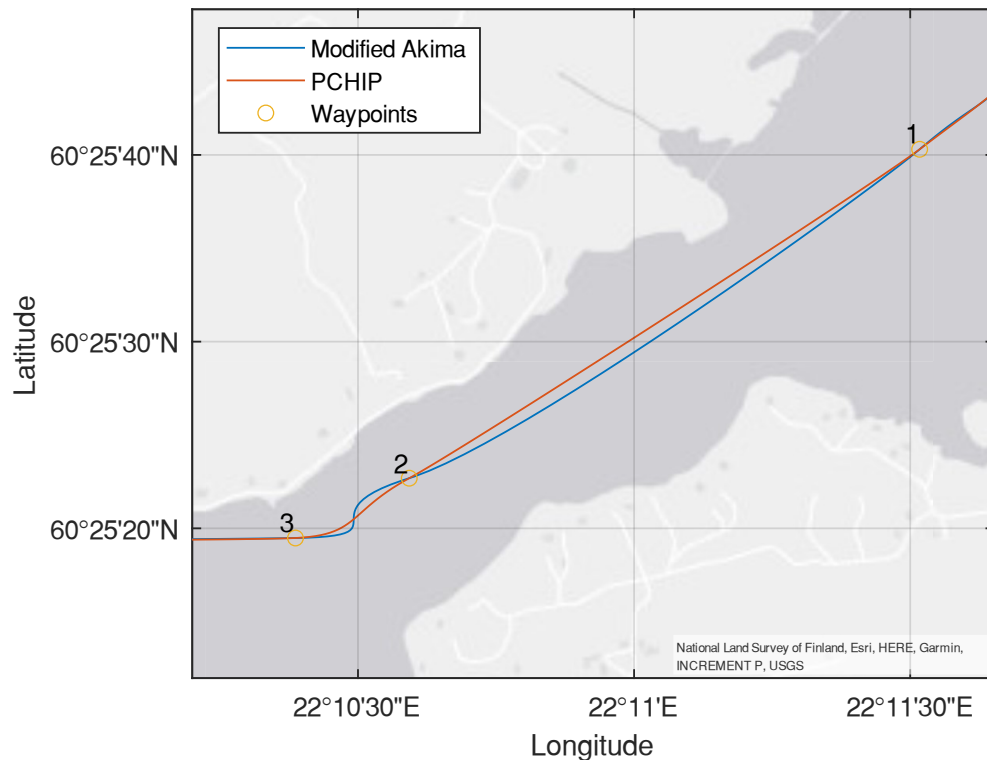 Modified Akima
PCHIP
Waypoints
1
60°25'40"N
Latitude
60°25'30"N
2
3
60°25'20"N
National Land Survey of Finland, Esri, HERE, Garmin,
INCREMENT P, USGS
22°10'30"E
22°11'E
22°11'30"E
Longitude